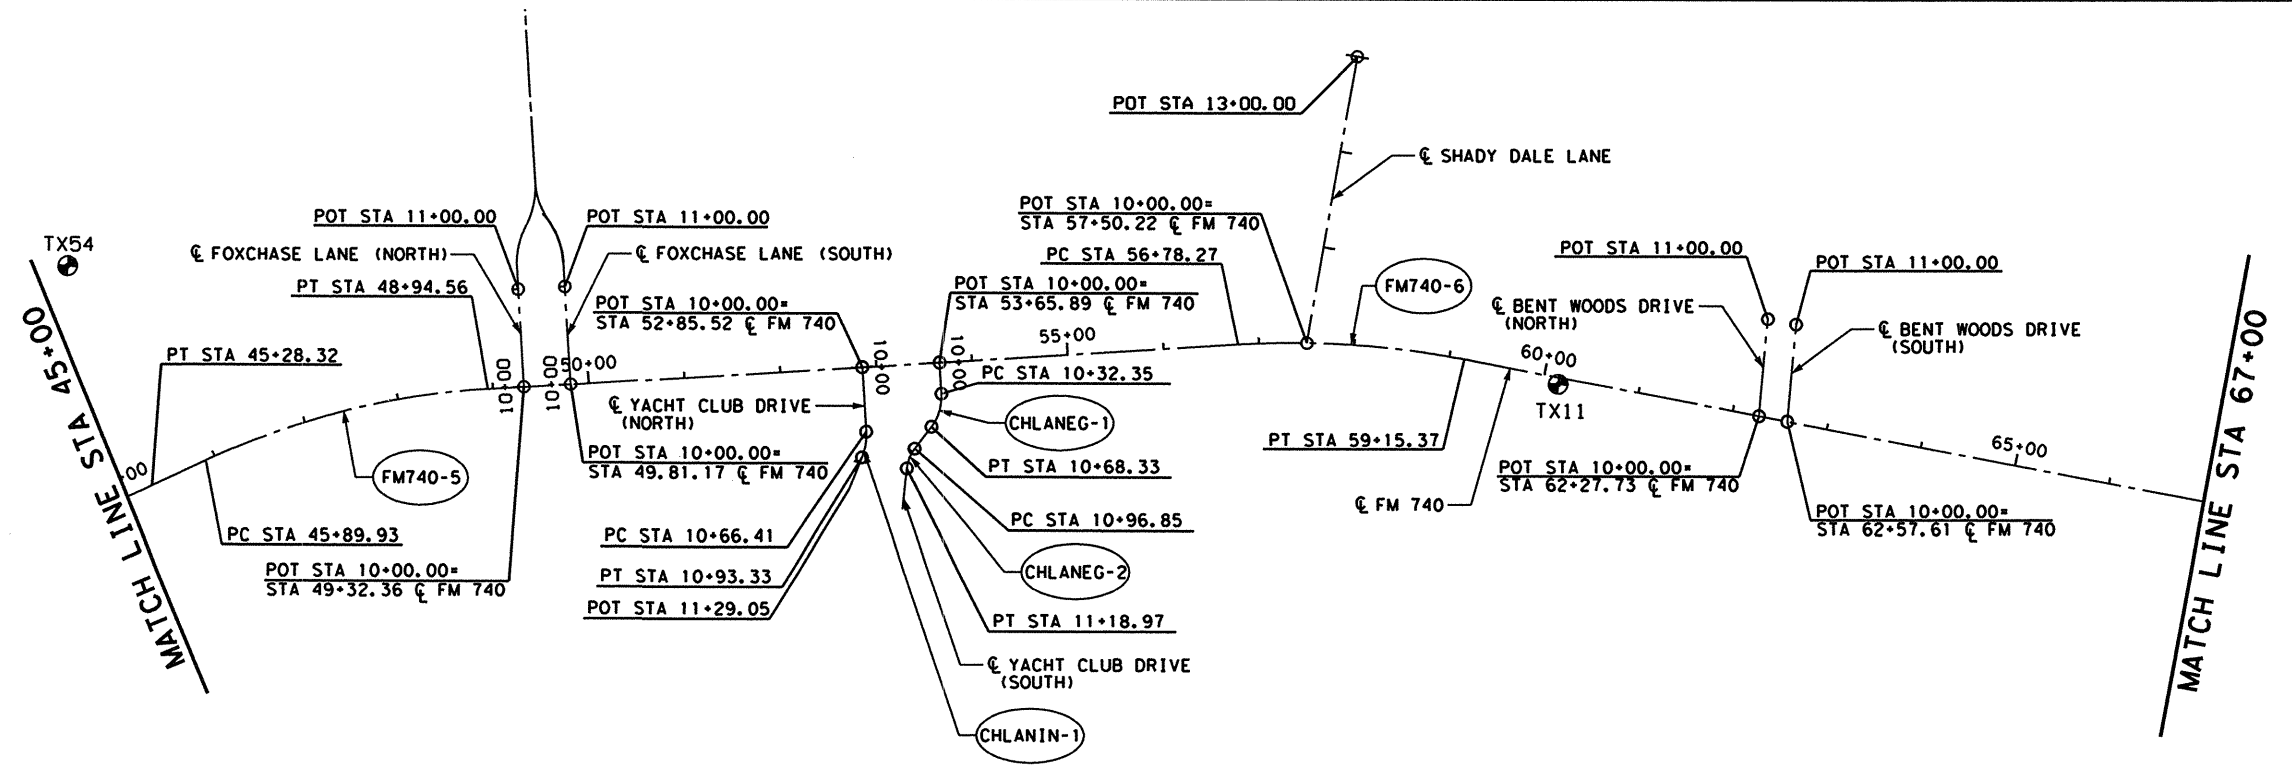 MATCH LINE STA 45+00
TX54
00
PT STA 45+28.32
PC STA 45+89.93
FM740-5
POT STA 11+00.00
℄ FOXCHASE LANE (NORTH)
PT STA 48+94.56
POT STA 11+00.00
℄ FOXCHASE LANE (SOUTH)
10+00
10+00
50+00
POT STA 10+00.00=
STA 49+32.36 ℄ FM 740
POT STA 10+00.00=
STA 52+85.52 ℄ FM 740
℄ YACHT CLUB DRIVE
(NORTH)
POT STA 10+00.00=
STA 49.81.17 ℄ FM 740
PC STA 10+66.41
PT STA 10+93.33
POT STA 11+29.05
10+00
10+00
POT STA 10+00.00=
STA 53+65.89 ℄ FM 740
55+00
PC STA 10+32.35
CHLANEG-1
PT STA 10+68.33
PC STA 10+96.85
CHLANEG-2
PT STA 11+18.97
℄ YACHT CLUB DRIVE
(SOUTH)
CHLANIN-1
POT STA 13+00.00
℄ SHADY DALE LANE
POT STA 10+00.00=
STA 57+50.22 ℄ FM 740
PC STA 56+78.27
FM740-6
PT STA 59+15.37
℄ FM 740
60+00
TX11
POT STA 11+00.00
℄ BENT WOODS DRIVE
(NORTH)
POT STA 11+00.00
℄ BENT WOODS DRIVE
(SOUTH)
POT STA 10+00.00=
STA 62+27.73 ℄ FM 740
POT STA 10+00.00=
STA 62+57.61 ℄ FM 740
65+00
MATCH LINE STA 67+00